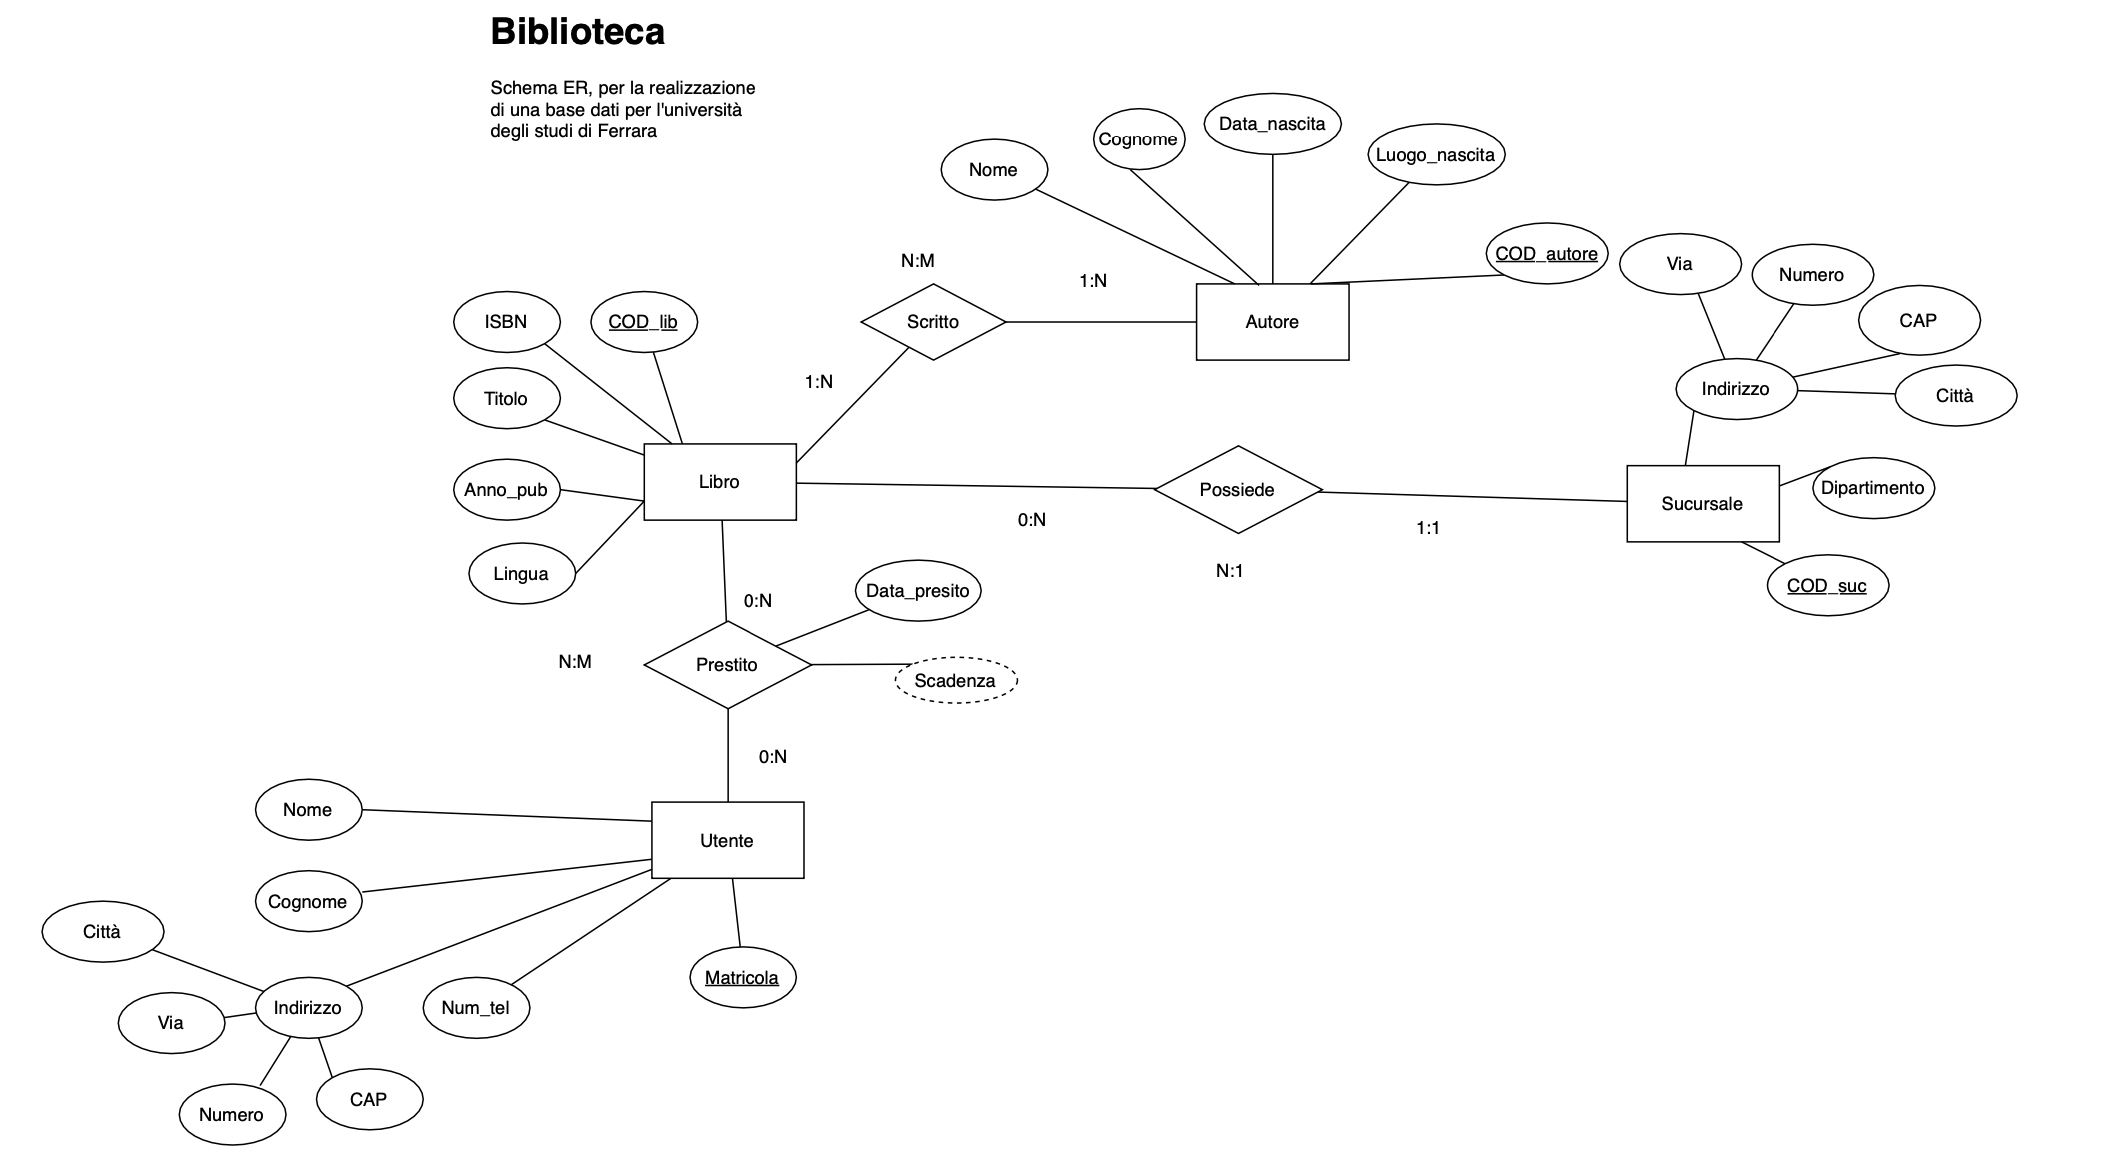 Biblioteca
Schema ER, per la realizzazione
di una base dati per l'università
degli studi di Ferrara
Nome
Cognome
Data_nascita
Luogo_nascita
COD_autore
N:M
1:N
Scritto
Autore
1:N
ISBN
COD_lib
Titolo
Anno_pub
Lingua
Libro
Via
Numero
CAP
Città
Indirizzo
0:N
Possiede
N:1
1:1
Sucursale
Dipartimento
COD_suc
0:N
Data_presito
N:M
Prestito
Scadenza
0:N
Nome
Utente
Cognome
Città
Indirizzo
Via
Numero
CAP
Num_tel
Matricola